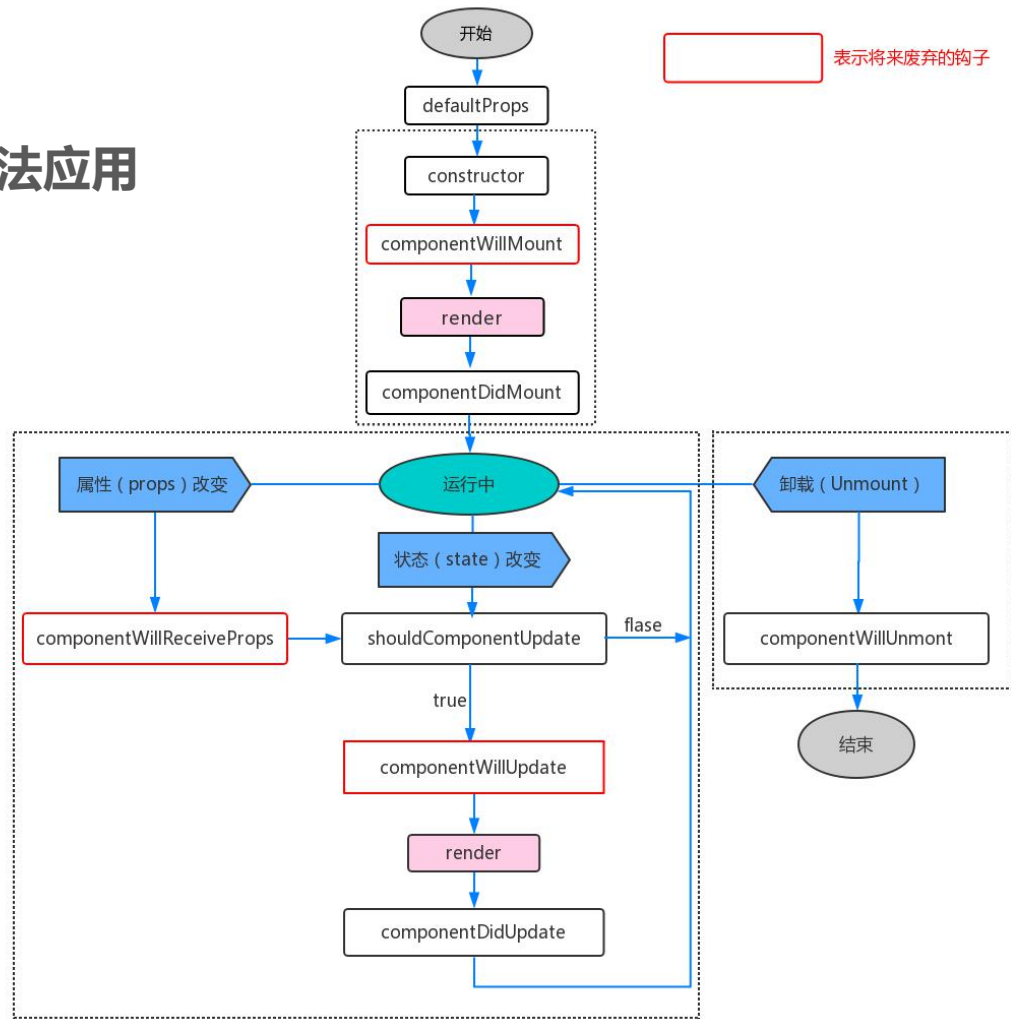 开始
表示将来废弃的钩子
defaultProps
法应用
constructor
componentWillMount
render
componentDidMount
属性（props）改变
运行中
卸载（Unmount）
状态（state）改变
componentWillReceiveProps
shouldComponentUpdate
flase
componentWillUnmont
true
结束
componentWillUpdate
render
componentDidUpdate